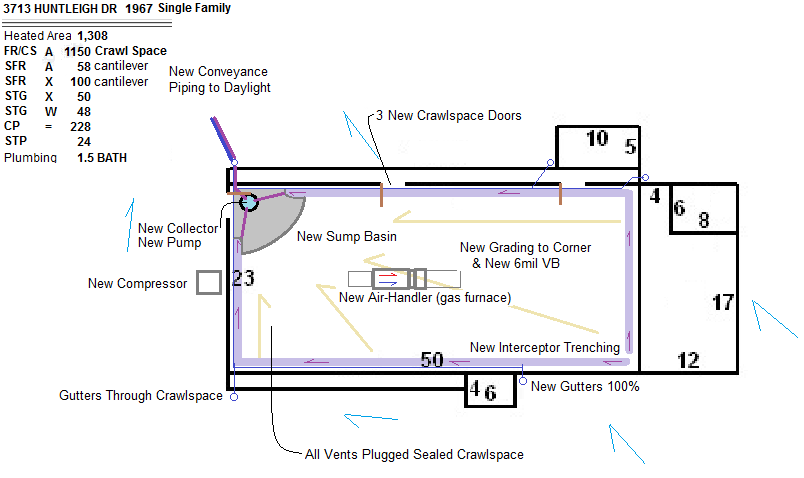 3713 HUNTLEIGH DR 1967 Single Family
Heated Area 1,308
FR/CS A 1150 Crawl Space
SFR A 58 cantilever
SFR X 100 cantilever
STG X 50
STG W 48
CP = 228
STP 24
Plumbing 1.5 BATH
New Conveyance
Piping to Daylight
3 New Crawlspace Doors
10
5
4
6
8
New Collector
New Pump
New Sump Basin
New Grading to Corner
& New 6mil VB
New Compressor
23
New Air-Handler (gas furnace)
17
New Interceptor Trenching
50
12
Gutters Through Crawlspace
4
6
New Gutters 100%
All Vents Plugged Sealed Crawlspace